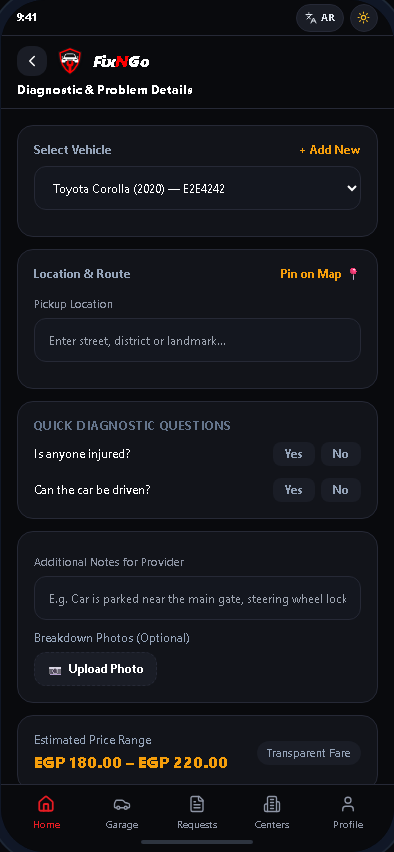 9:41
AR
FixNGo
Diagnostic & Problem Details
Select Vehicle
+ Add New
Toyota Corolla (2020) — E2E4242
Location & Route
Pin on Map
Pickup Location
Enter street, district or landmark...
QUICK DIAGNOSTIC QUESTIONS
Is anyone injured?
Yes
No
Can the car be driven?
Yes
No
Additional Notes for Provider
E.g. Car is parked near the main gate, steering wheel lock
Breakdown Photos (Optional)
Upload Photo
Estimated Price Range
EGP 180.00 – EGP 220.00
Transparent Fare
Home
Garage
Requests
Centers
Profile